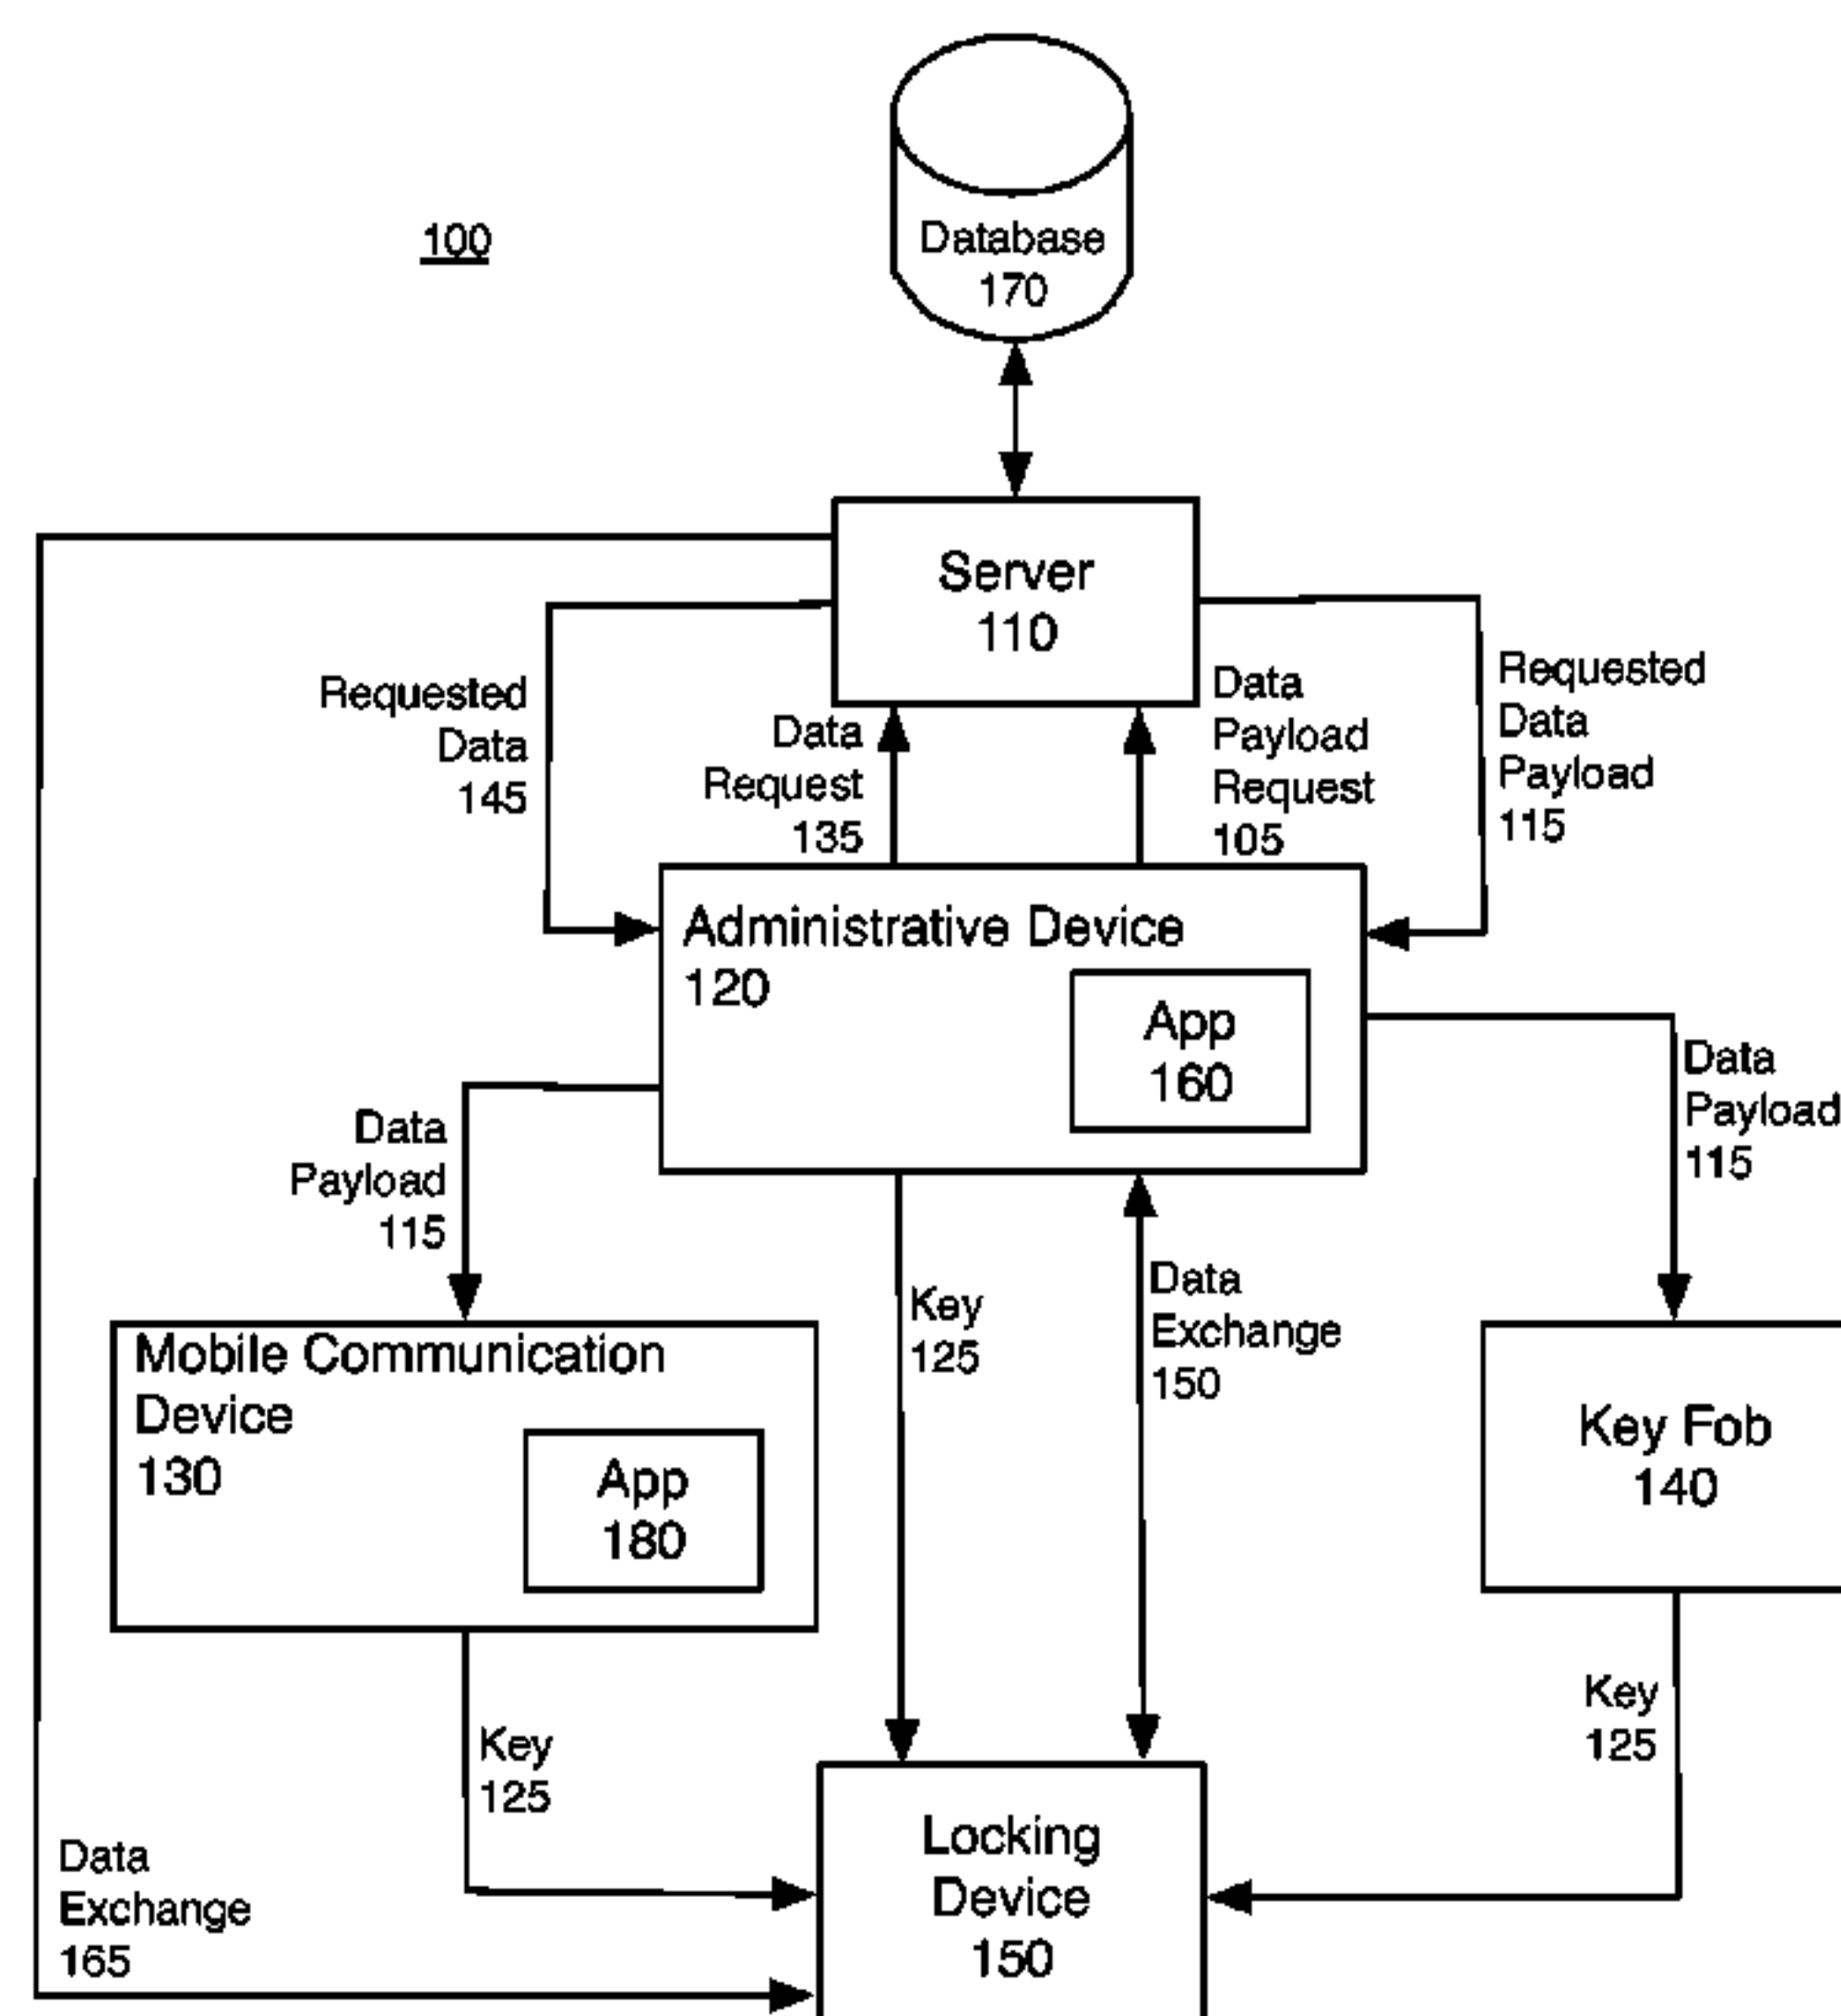 100
Database
170
Server
110
Requested
Data
145
Data
Request
135
Data
Payload
Request
105
Requested
Data
Payload
115
Administrative Device
120
App
160
Data
Payload
115
Data
Payload
115
Key
125
Data
Exchange
150
Mobile Communication
Device
130
App
180
Key Fob
140
Key
125
Key
125
Data
Exchange
165
Locking
Device
150